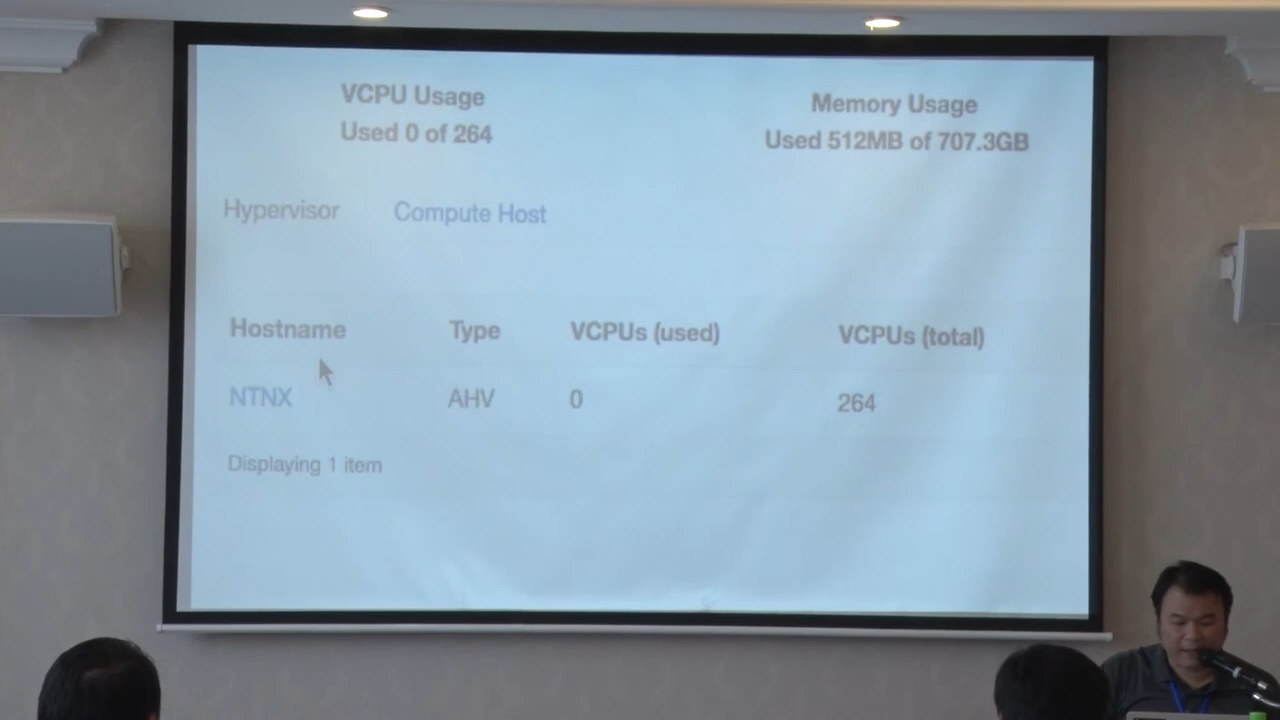 VCPU Usage
Used 0 of 264
Memory Usage
Used 512MB of 707.3GB
Hypervisor Compute Host
Hostname Type VCPUs (used) VCPUs (total)
NTNX AHV 0 264
Displaying 1 item